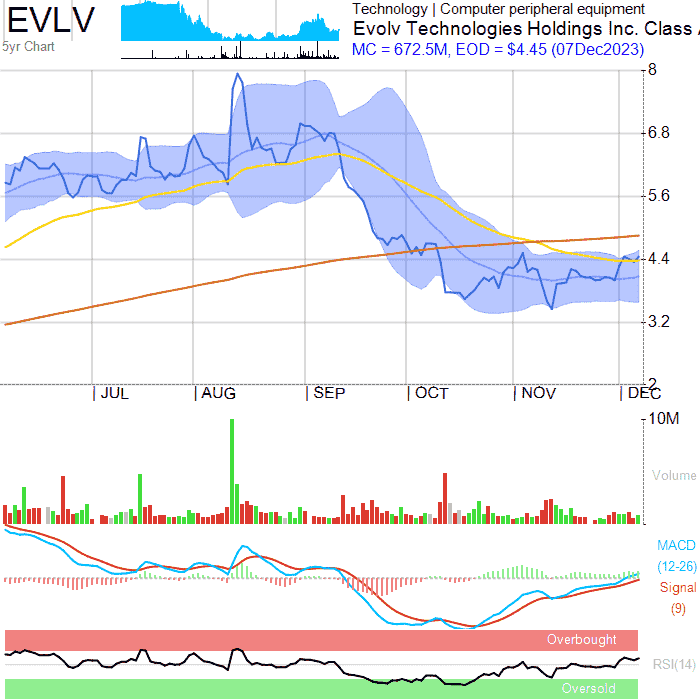 EVLV
5yr Chart
Technology | Computer peripheral equipment
Evolv Technologies Holdings Inc. Class
MC = 672.5M, EOD = $4.45 (07Dec2023)
8
6.8
5.6
4.4
3.2
2
JUL AUG SEP OCT NOV DEC
10M
Volume
MACD
(12-26)
Signal
(9)
Overbought
RSI(14)
Oversold